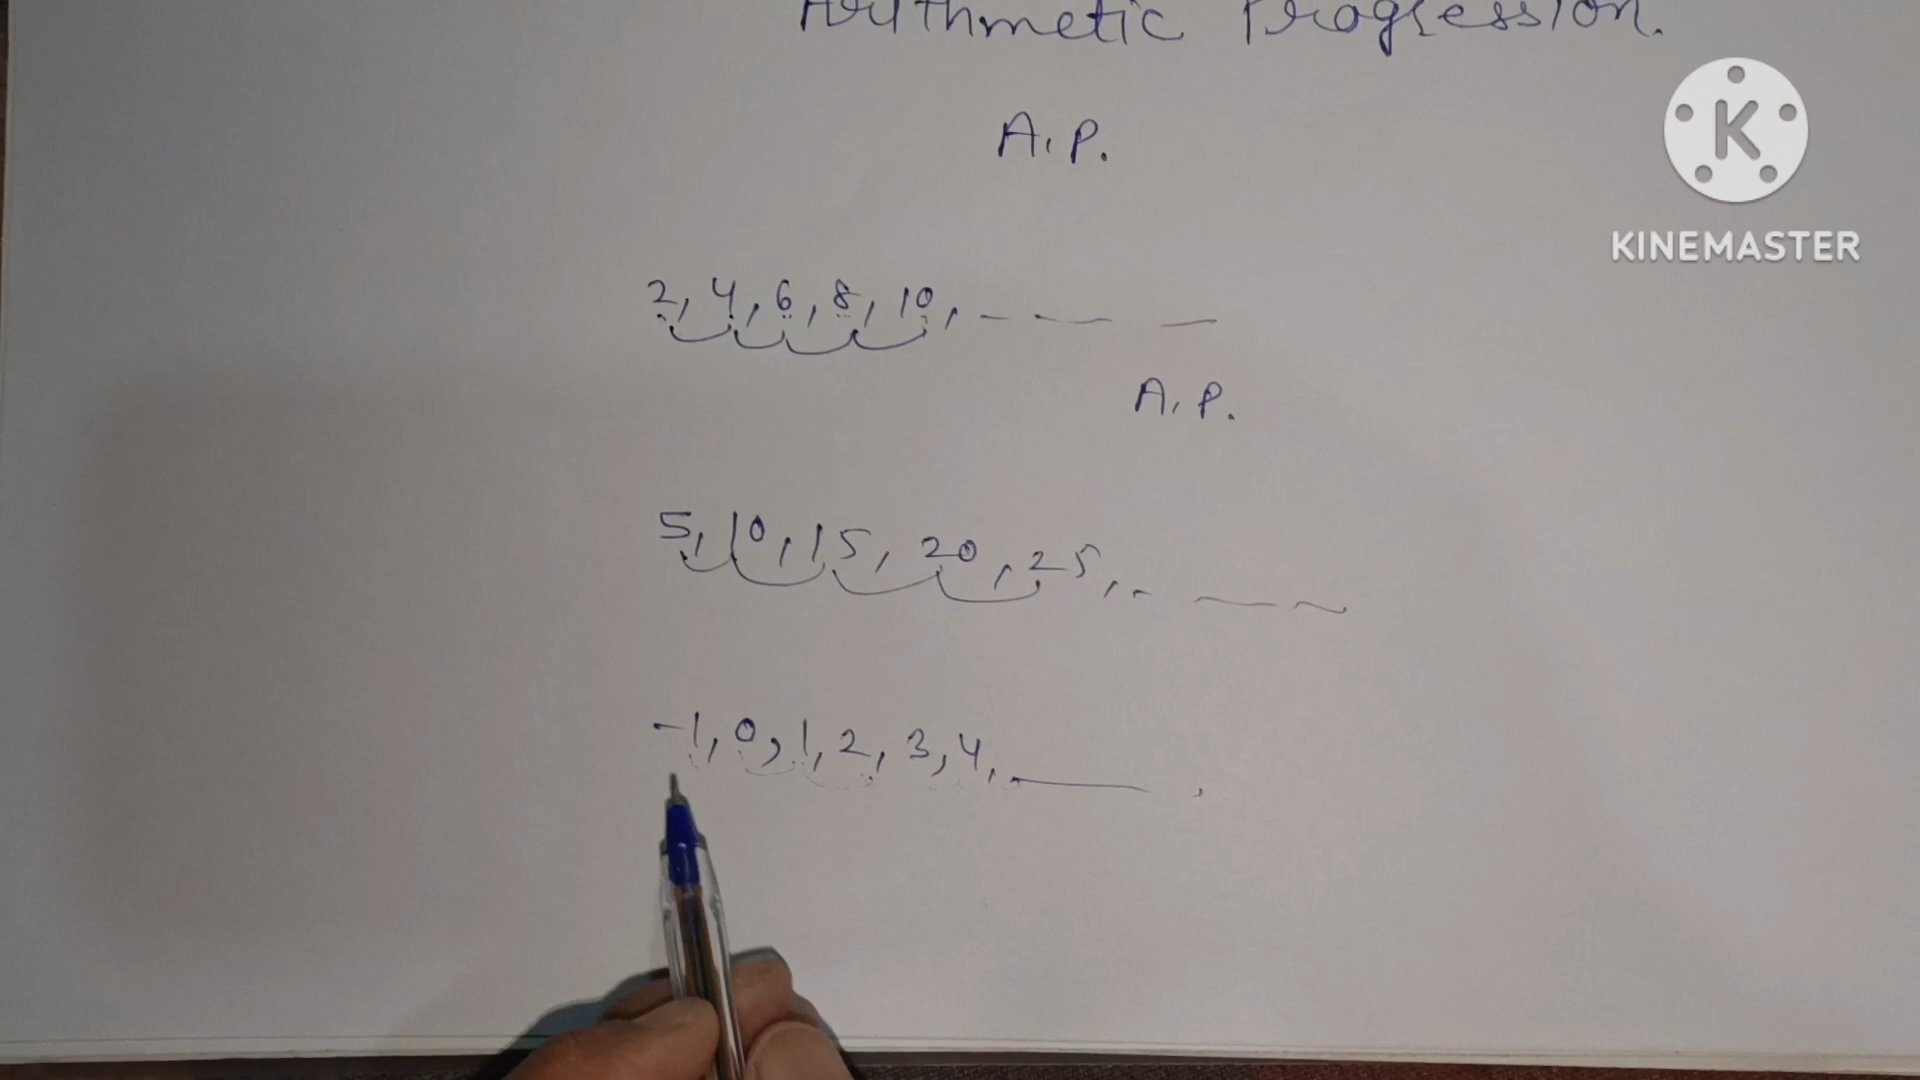 Arithmetic Progression.
A.P.
K
KINEMASTER
2, 4, 6, 8, 10, - — —
A.P.
5, 10, 15, 20, 25, - — ~
-1, 0, 1, 2, 3, 4, — .